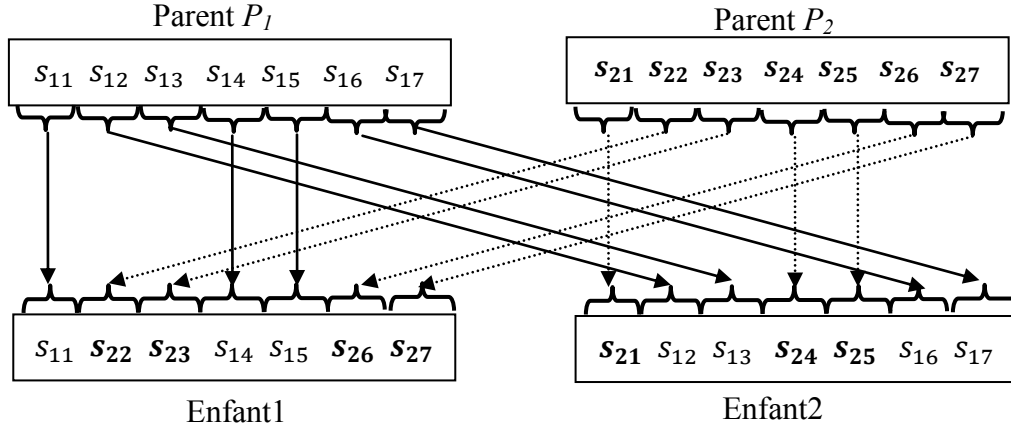 Parent P₁
Parent P₂
s₁₁ s₁₂ s₁₃ s₁₄ s₁₅ s₁₆ s₁₇
s₂₁ s₂₂ s₂₃ s₂₄ s₂₅ s₂₆ s₂₇
s₁₁ s₂₂ s₂₃ s₁₄ s₁₅ s₂₆ s₂₇
s₂₁ s₁₂ s₁₃ s₂₄ s₂₅ s₁₆ s₁₇
Enfant1
Enfant2